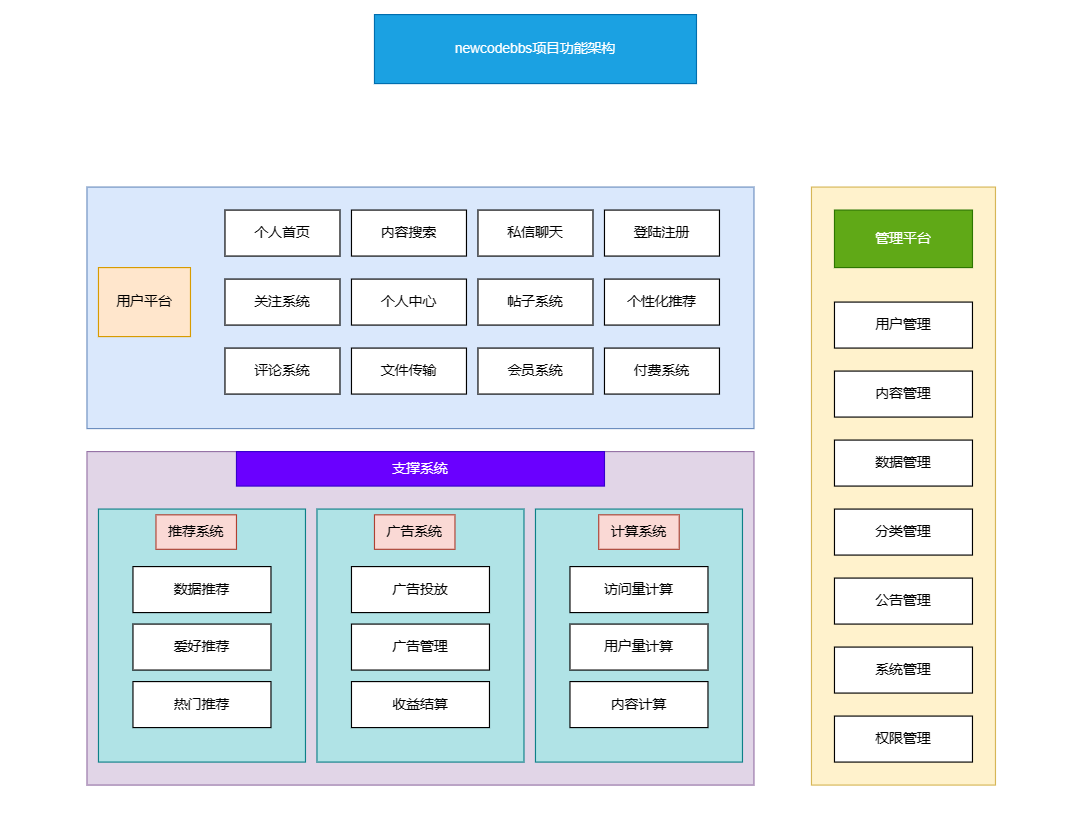 newcodebbs项目功能架构
用户平台
个人首页
内容搜索
私信聊天
登陆注册
关注系统
个人中心
帖子系统
个性化推荐
评论系统
文件传输
会员系统
付费系统
支撑系统
推荐系统
数据推荐
爱好推荐
热门推荐
广告系统
广告投放
广告管理
收益结算
计算系统
访问量计算
用户量计算
内容计算
管理平台
用户管理
内容管理
数据管理
分类管理
公告管理
系统管理
权限管理